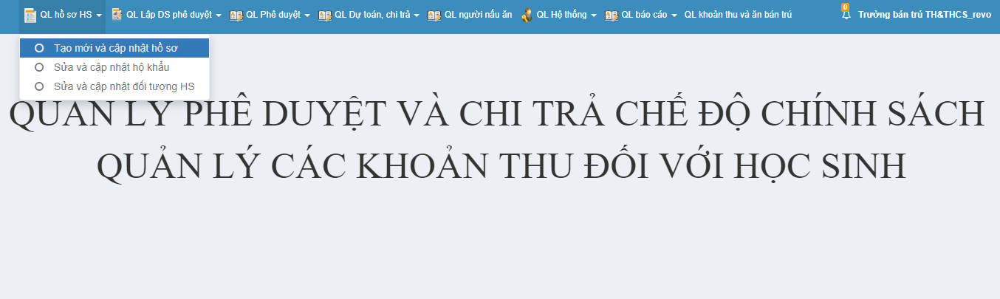 QL hồ sơ HS QL Lập DS phê duyệt QL Phê duyệt QL Dự toán, chi trả QL người nấu ăn QL Hệ thống QL báo cáo QL khoản thu và ăn bán trú 0 Trường bán trú TH&THCS_revo
Tạo mới và cập nhật hồ sơ
Sửa và cập nhật hộ khẩu
Sửa và cập nhật đối tượng HS
QUẢN LÝ PHÊ DUYỆT VÀ CHI TRẢ CHẾ ĐỘ CHÍNH SÁCH
QUẢN LÝ CÁC KHOẢN THU ĐỐI VỚI HỌC SINH